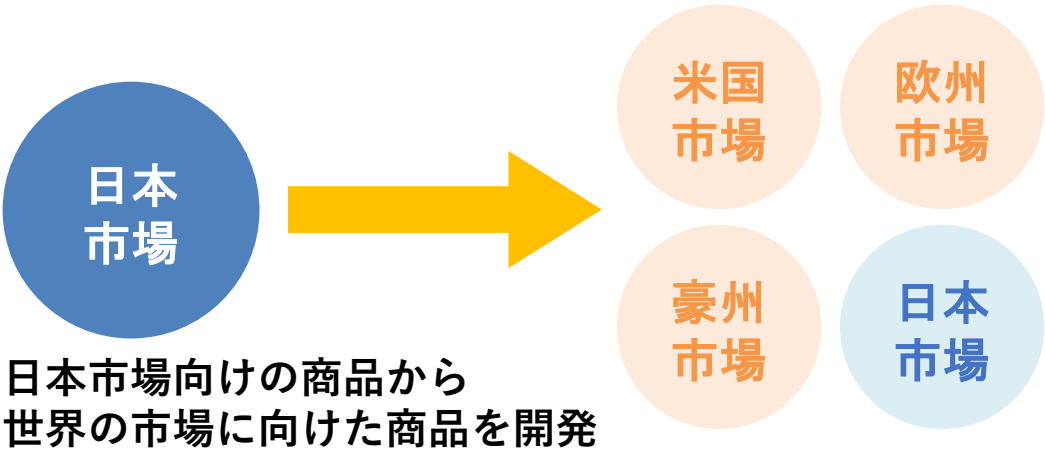 日本
市場
米国
市場
欧州
市場
豪州
市場
日本
市場
日本市場向けの商品から
世界の市場に向けた商品を開発